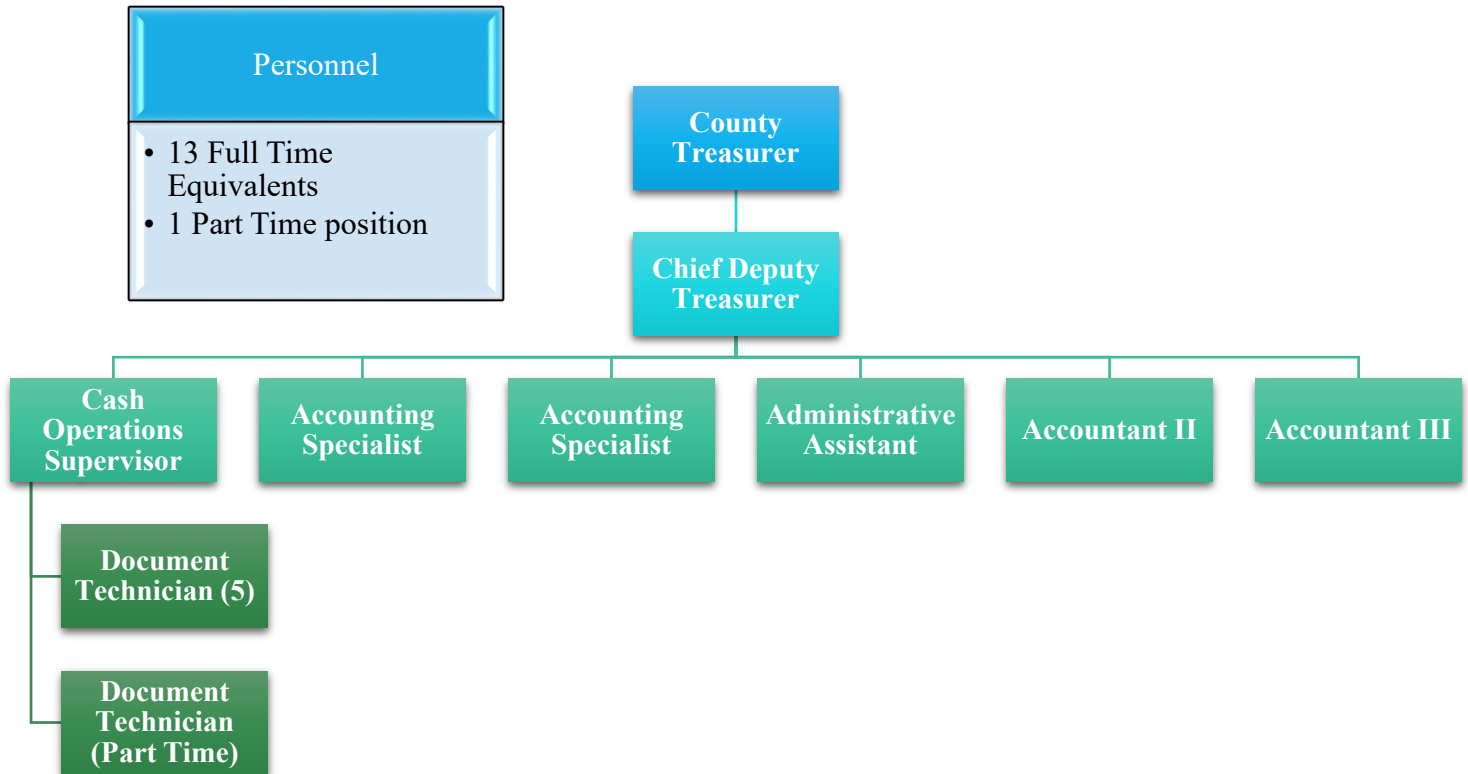 Personnel
• 13 Full Time
Equivalents
• 1 Part Time position
County
Treasurer
Chief Deputy
Treasurer
Cash
Operations
Supervisor
Accounting
Specialist
Accounting
Specialist
Administrative
Assistant
Accountant II
Accountant III
Document
Technician (5)
Document
Technician
(Part Time)